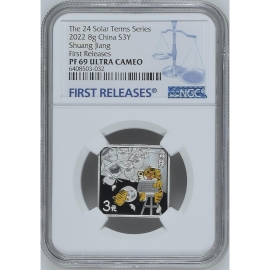 The 24 Solar Terms Series
2022 8g China S3Y
Shuang Jiang
First Releases
PF 69 ULTRA CAMEO
6408503-032
FIRST RELEASES
NGC
3元